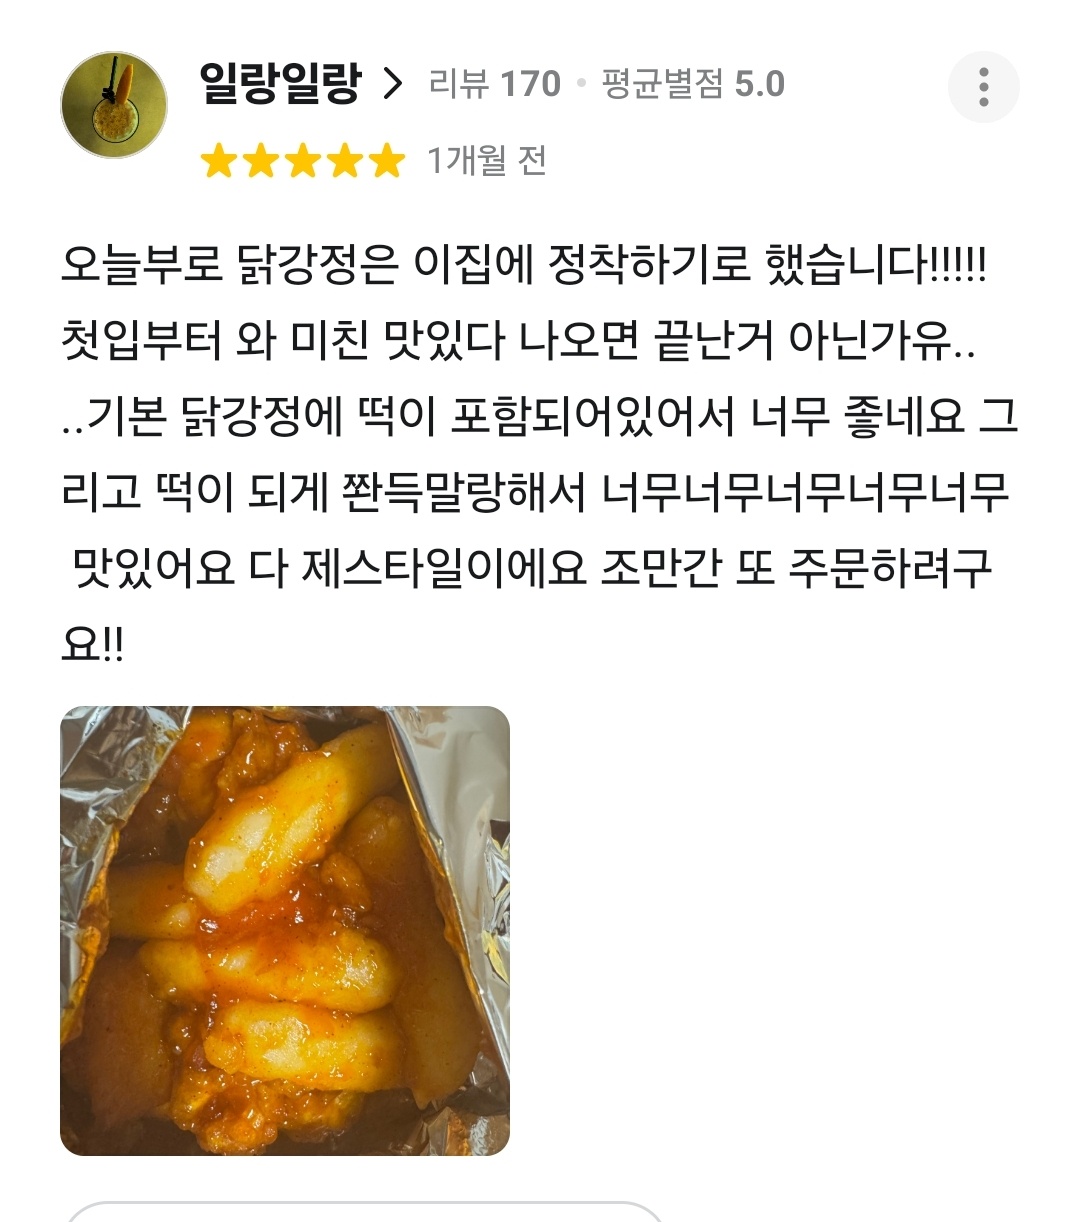 일랑일랑 > 리뷰 170 • 평균별점 5.0
1개월 전
오늘부로 닭강정은 이집에 정착하기로 했습니다!!!!!
첫입부터 와 미친 맛있다 나오면 끝난거 아닌가유..
..기본 닭강정에 떡이 포함되어있어서 너무 좋네요 그
리고 떡이 되게 쫜득말랑해서 너무너무너무너무너무
맛있어요 다 제스타일이에요 조만간 또 주문하려구
요!!